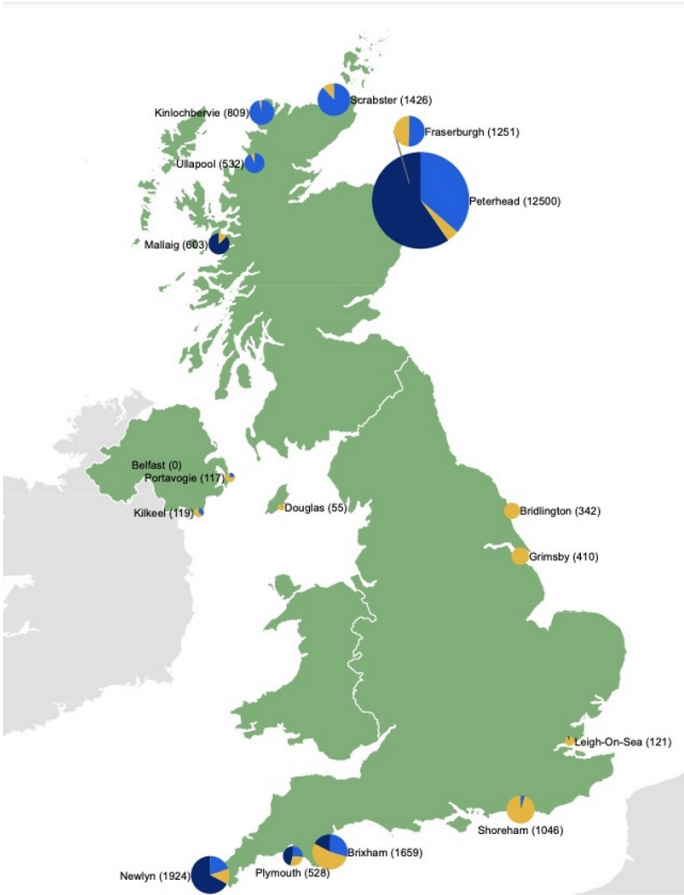 Scrabster (1426)
Kinlochbervie (809)
Fraserburgh (1251)
Ullapool (532)
Peterhead (12500)
Mallaig (603)
Belfast (0)
Portavogie (117)
Kilkeel (119)
Douglas (55)
Bridlington (342)
Grimsby (410)
Leigh-On-Sea (121)
Shoreham (1046)
Brixham (1659)
Plymouth (528)
Newlyn (1924)